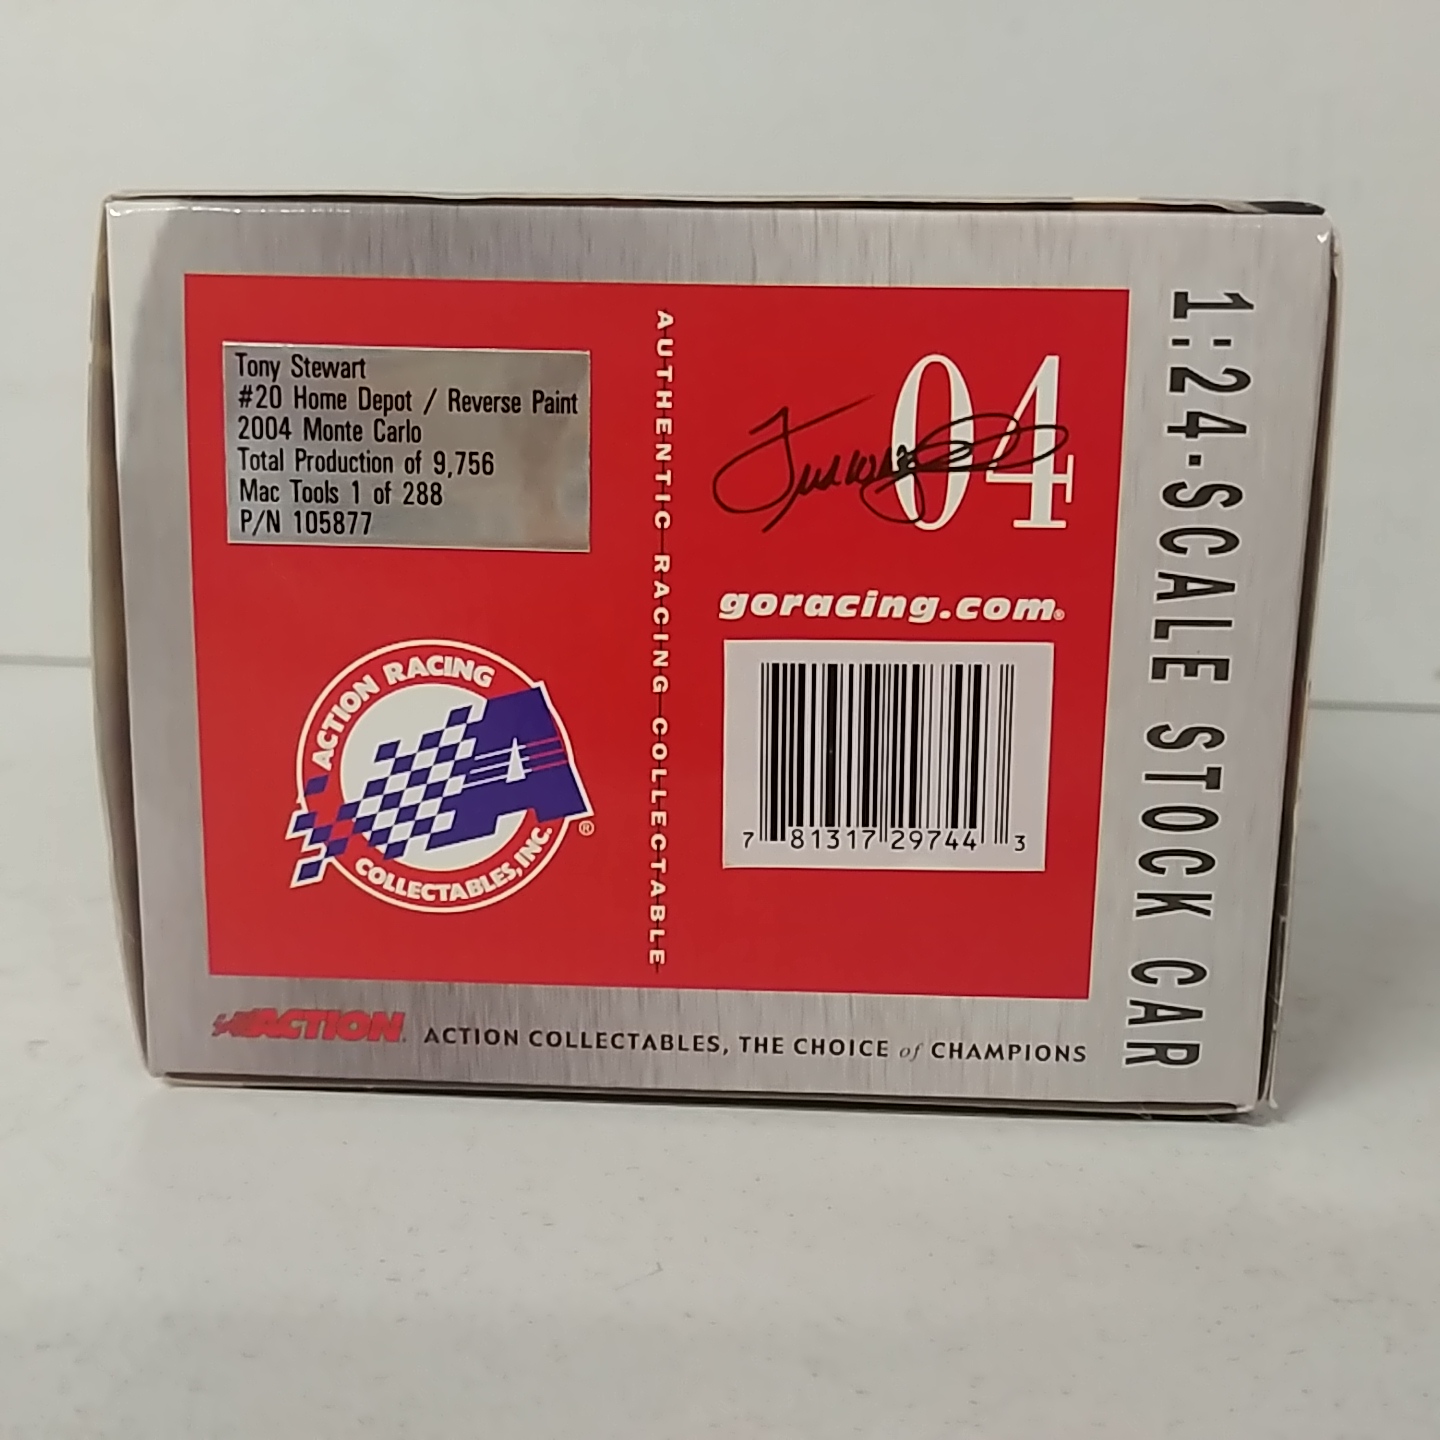 Tony Stewart
#20 Home Depot / Reverse Paint
2004 Monte Carlo
Total Production of 9,756
Mac Tools 1 of 288
P/N 105877
ACTION RACING
COLLECTABLES, INC.
®
AUTHENTIC RACING COLLECTABLE
04
goracing.com®
7 81317 29744 3
1:24-SCALE STOCK CAR
ACTION
ACTION COLLECTABLES, THE CHOICE of CHAMPIONS